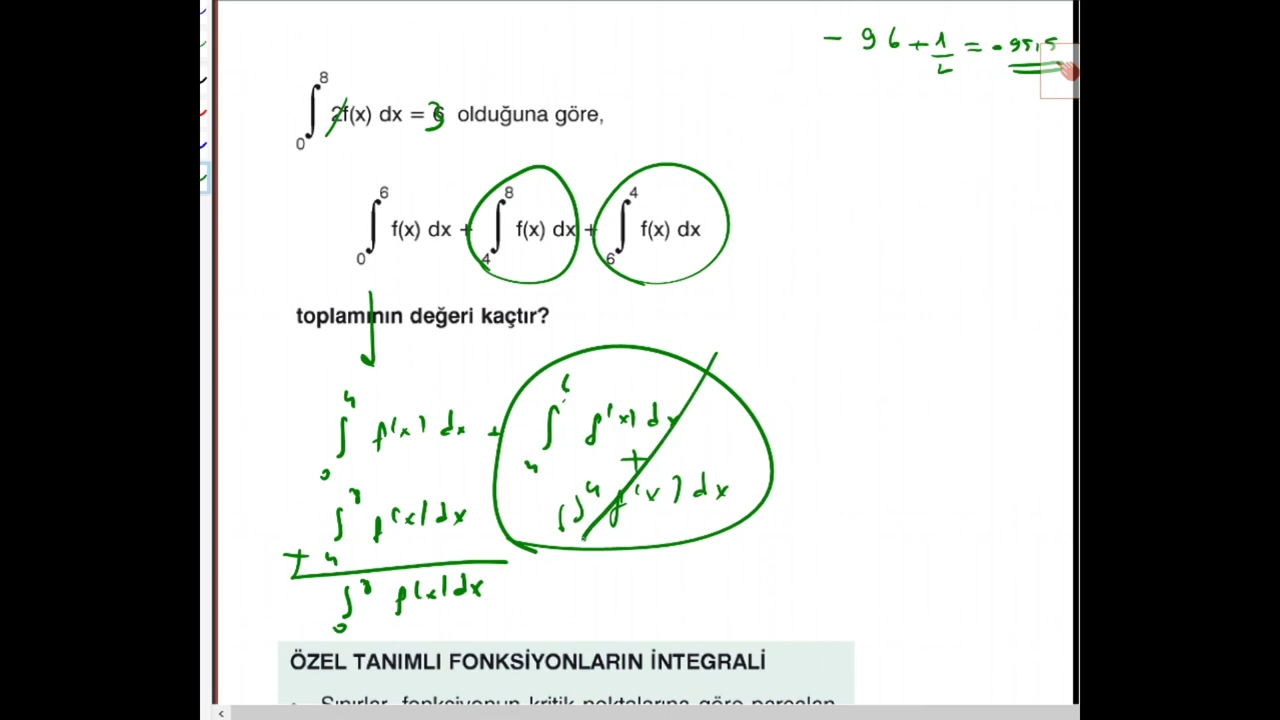 - 96 + 1/2 = - 95,5
∫₀⁸ 2f(x) dx = 3 olduğuna göre,
∫₀⁶ f(x) dx + ∫₄⁸ f(x) dx + ∫₆⁴ f(x) dx
toplamının değeri kaçtır?
∫₀⁴ f(x) dx + ∫₄⁶ f(x) dx
+
∫₄⁸ f(x) dx ∫₆⁴ f(x) dx
+
∫₀⁸ f(x) dx
ÖZEL TANIMLI FONKSİYONLARIN İNTEGRALİ